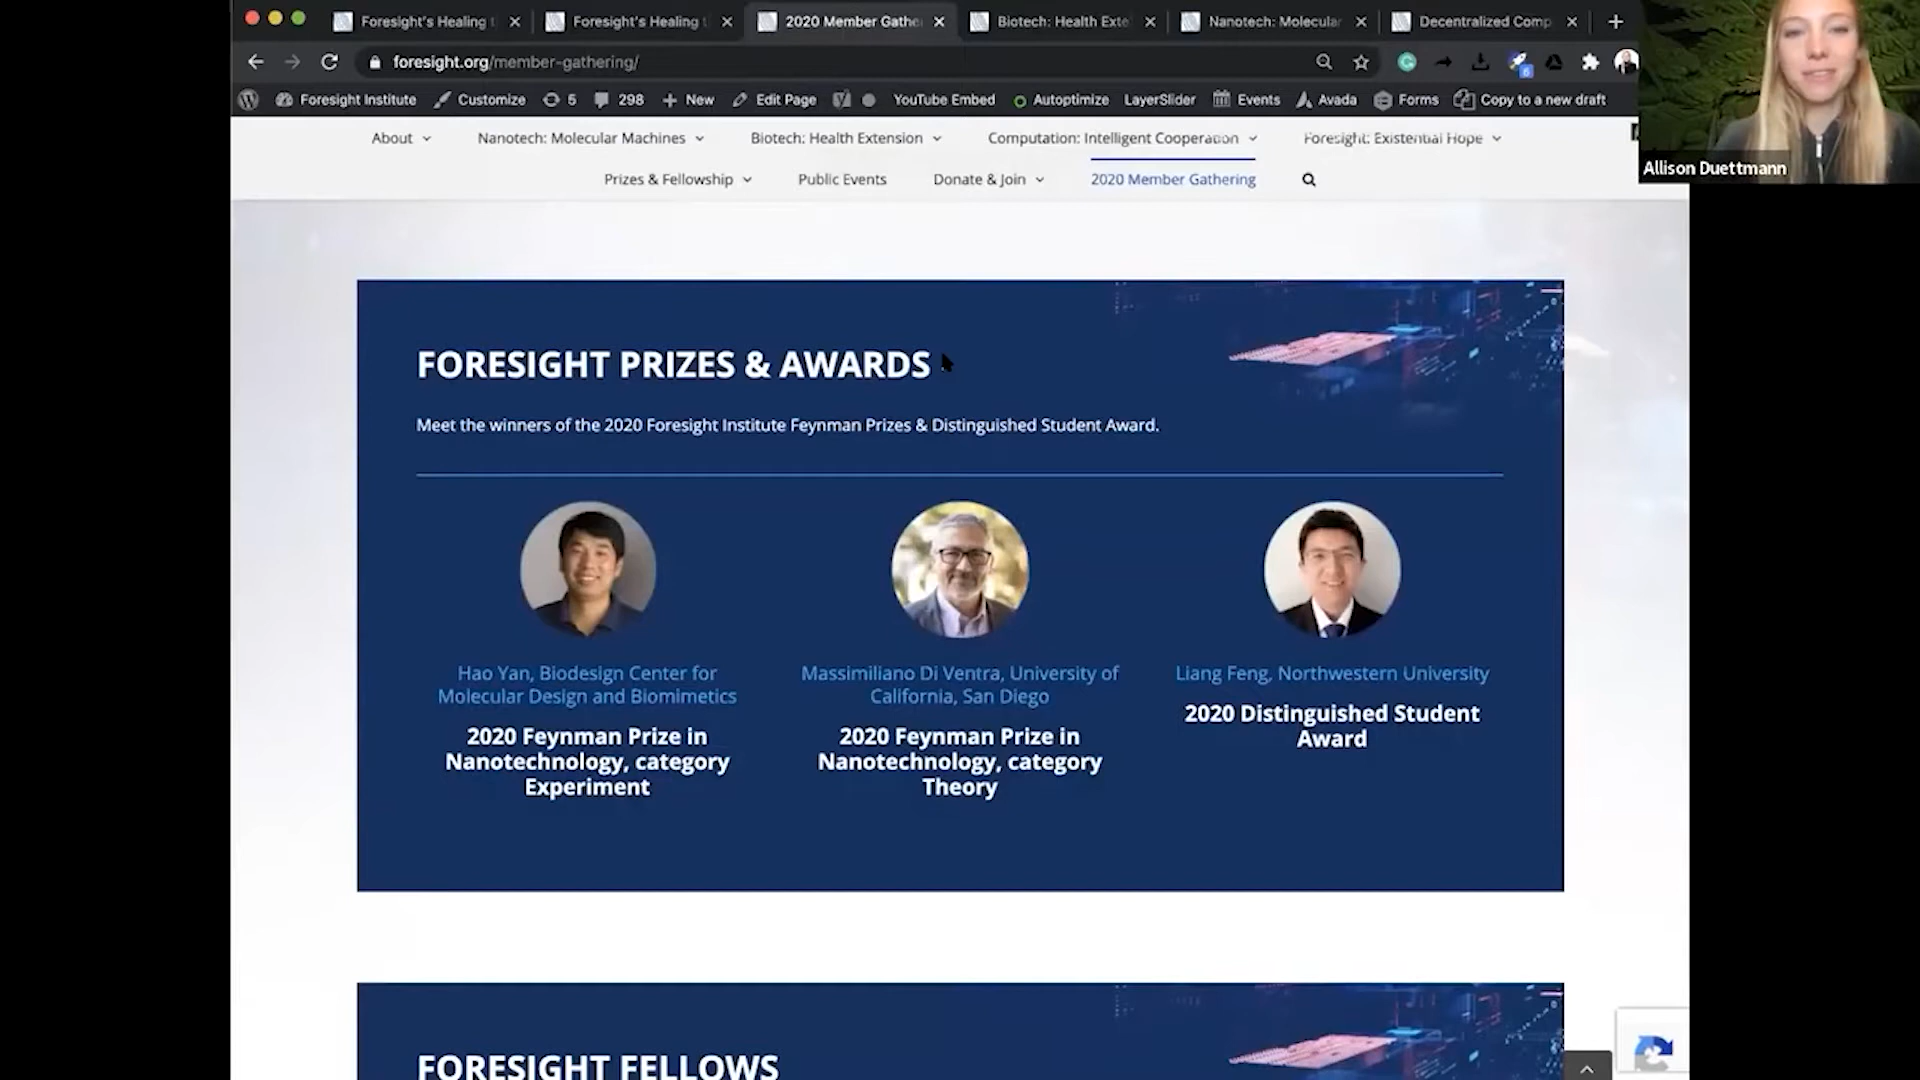 Foresight's Healing t
Foresight's Healing t
2020 Member Gathe
Biotech: Health Exte
Nanotech: Molecular
Decentralized Comp
foresight.org/member-gathering/
6
Foresight Institute Customize 5 298 New Edit Page YouTube Embed Autoptimize LayerSlider Events Avada Forms Copy to a new draft
About Nanotech: Molecular Machines Biotech: Health Extension Computation: Intelligent Cooperation Foresight: Existential Hope
Prizes & Fellowship Public Events Donate & Join 2020 Member Gathering
Allison Duettmann
FORESIGHT PRIZES & AWARDS
Meet the winners of the 2020 Foresight Institute Feynman Prizes & Distinguished Student Award.
Hao Yan, Biodesign Center for
Molecular Design and Biomimetics
2020 Feynman Prize in
Nanotechnology, category
Experiment
Massimiliano Di Ventra, University of
California, San Diego
2020 Feynman Prize in
Nanotechnology, category
Theory
Liang Feng, Northwestern University
2020 Distinguished Student
Award
FORESIGHT FELLOWS